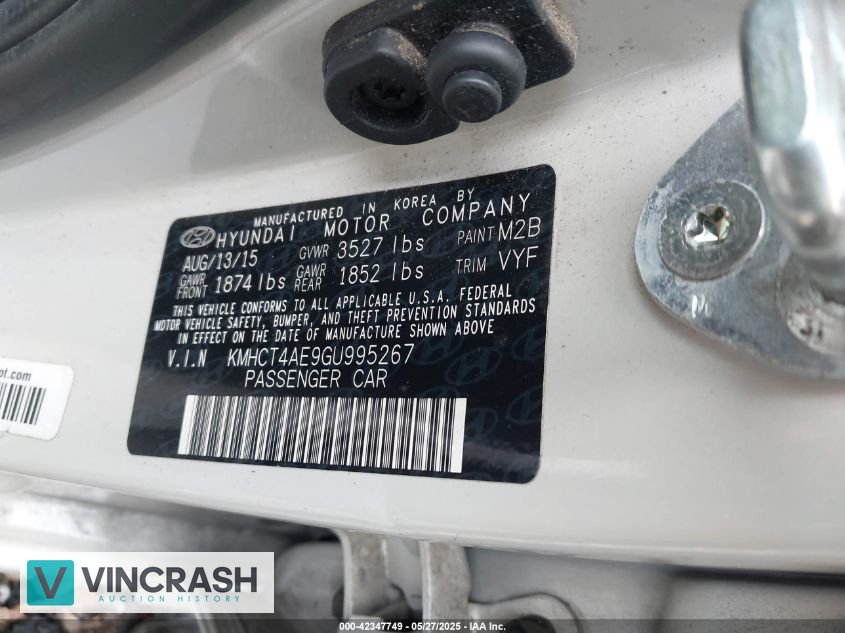 MANUFACTURED IN KOREA BY
HYUNDAI MOTOR COMPANY
AUG/13/15 GVWR 3527 lbs PAINT M2B
GAWR FRONT 1874 lbs GAWR REAR 1852 lbs TRIM VYF
THIS VEHICLE CONFORMS TO ALL APPLICABLE U.S.A. FEDERAL
MOTOR VEHICLE SAFETY, BUMPER, AND THEFT PREVENTION STANDARDS
IN EFFECT ON THE DATE OF MANUFACTURE SHOWN ABOVE
V.I.N KMHCT4AE9GU995267
PASSENGER CAR
pt.com
M
V VINCRASH
AUCTION HISTORY
000-42347749 - 05/27/2025 - IAA Inc.